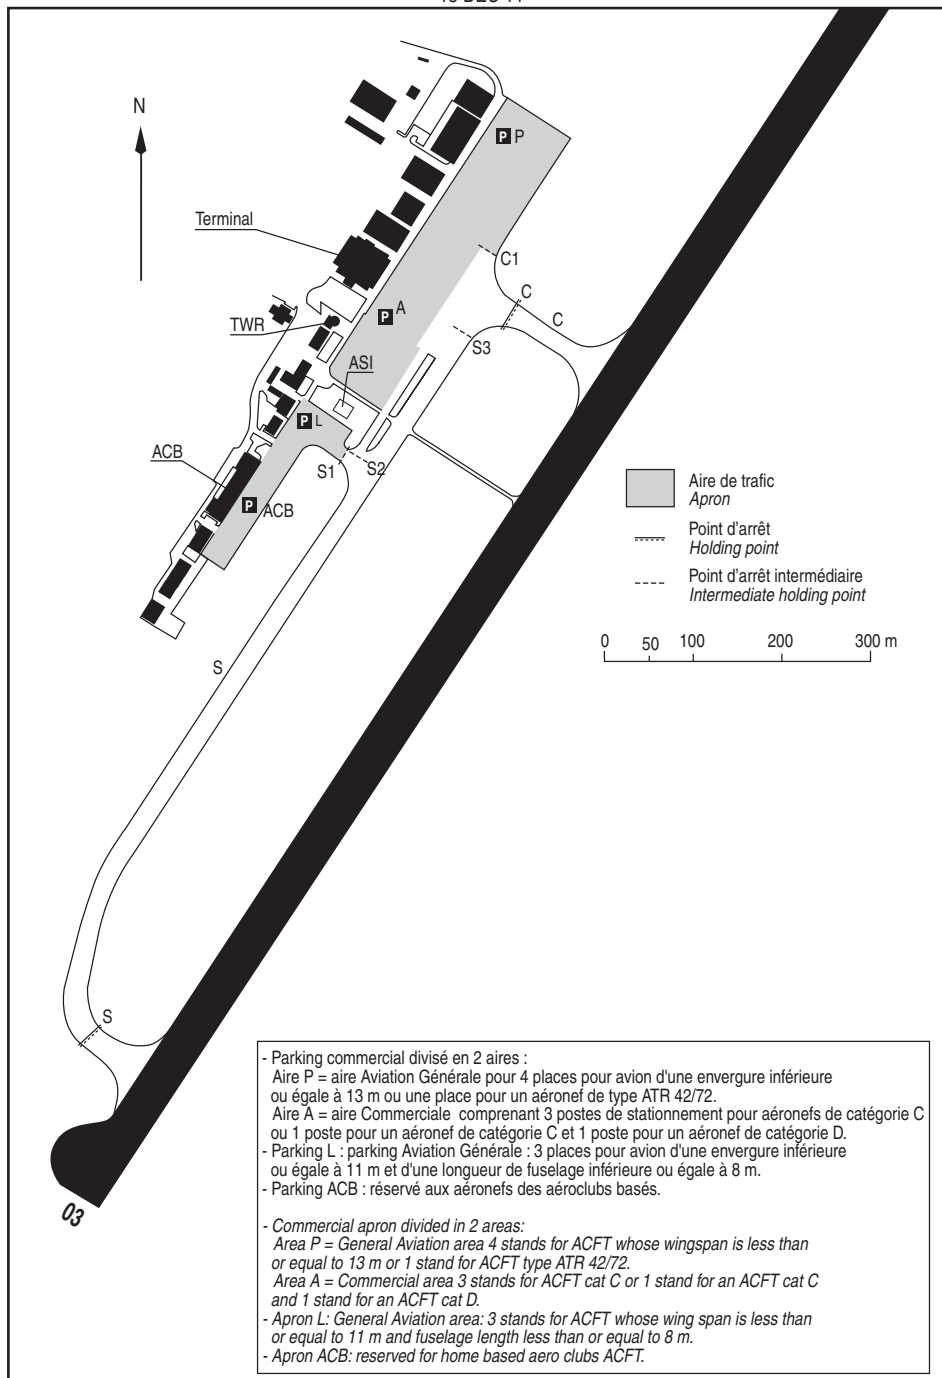 N
P P
Terminal
C1
C
C
P A
TWR
S3
ASI
P L
ACB
S1
S2
P ACB
Aire de trafic
Apron
Point d'arrêt
Holding point
Point d'arrêt intermédiaire
Intermediate holding point
0 50 100 200 300 m
S
S
- Parking commercial divisé en 2 aires :
Aire P = aire Aviation Générale pour 4 places pour avion d'une envergure inférieure
ou égale à 13 m ou une place pour un aéronef de type ATR 42/72.
Aire A = aire Commerciale comprenant 3 postes de stationnement pour aéronefs de catégorie C
ou 1 poste pour un aéronef de catégorie C et 1 poste pour un aéronef de catégorie D.
- Parking L : parking Aviation Générale : 3 places pour avion d'une envergure inférieure
ou égale à 11 m et d'une longueur de fuselage inférieure ou égale à 8 m.
- Parking ACB : réservé aux aéronefs des aéroclubs basés.
- Commercial apron divided in 2 areas:
Area P = General Aviation area 4 stands for ACFT whose wingspan is less than
or equal to 13 m or 1 stand for ACFT type ATR 42/72.
Area A = Commercial area 3 stands for ACFT cat C or 1 stand for an ACFT cat C
and 1 stand for an ACFT cat D.
- Apron L: General Aviation area: 3 stands for ACFT whose wing span is less than
or equal to 11 m and fuselage length less than or equal to 8 m.
- Apron ACB: reserved for home based aero clubs ACFT.
03